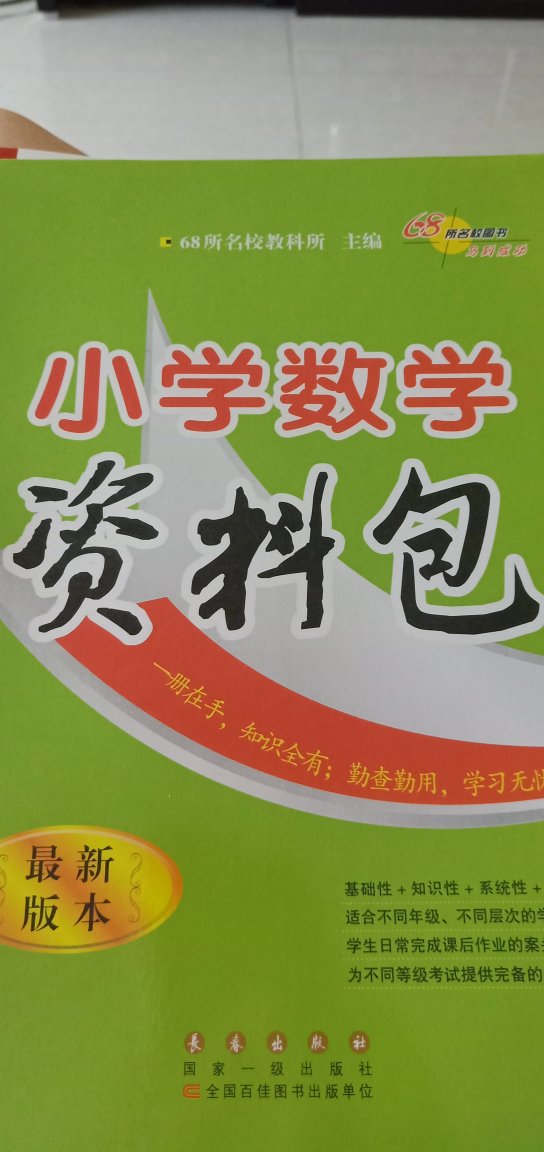 68所名校教科所 主编
68所名校图书
马到成功
小学数学
资料包
一册在手，知识全有；勤查勤用，学习无忧
最新
版本
基础性+知识性+系统性+
适合不同年级、不同层次的学
学生日常完成课后作业的案
为不同等级考试提供完备的
长春出版社
国家一级出版社
全国百佳图书出版单位